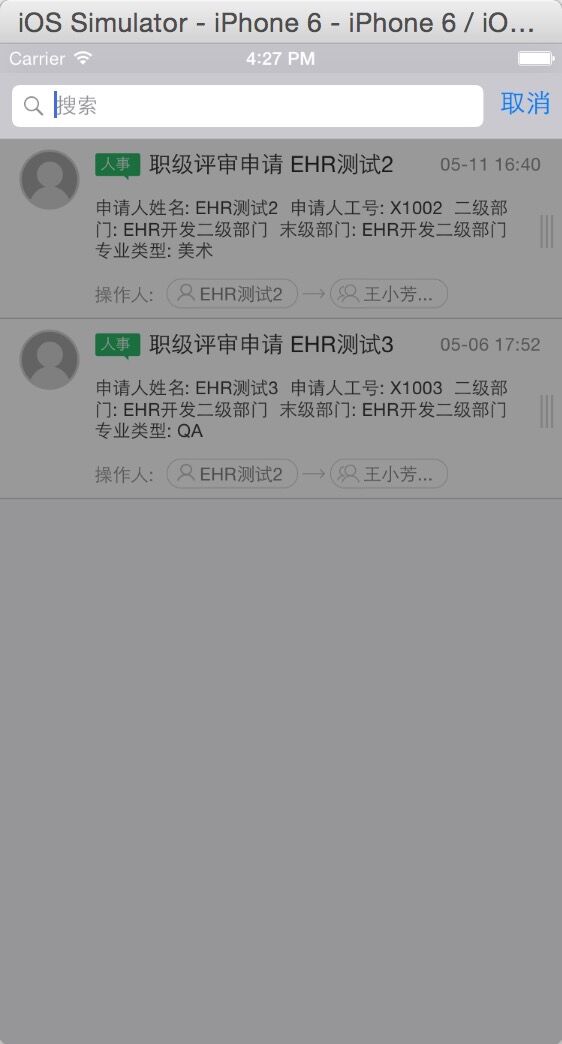 iOS Simulator - iPhone 6 - iPhone 6 / iO...
Carrier 4:27 PM
搜索 取消
人事 职级评审申请 EHR测试2 05-11 16:40
申请人姓名: EHR测试2 申请人工号: X1002 二级部
门: EHR开发二级部门 末级部门: EHR开发二级部门
专业类型: 美术
操作人: EHR测试2 王小芳...
人事 职级评审申请 EHR测试3 05-06 17:52
申请人姓名: EHR测试3 申请人工号: X1003 二级部
门: EHR开发二级部门 末级部门: EHR开发二级部门
专业类型: QA
操作人: EHR测试2 王小芳...